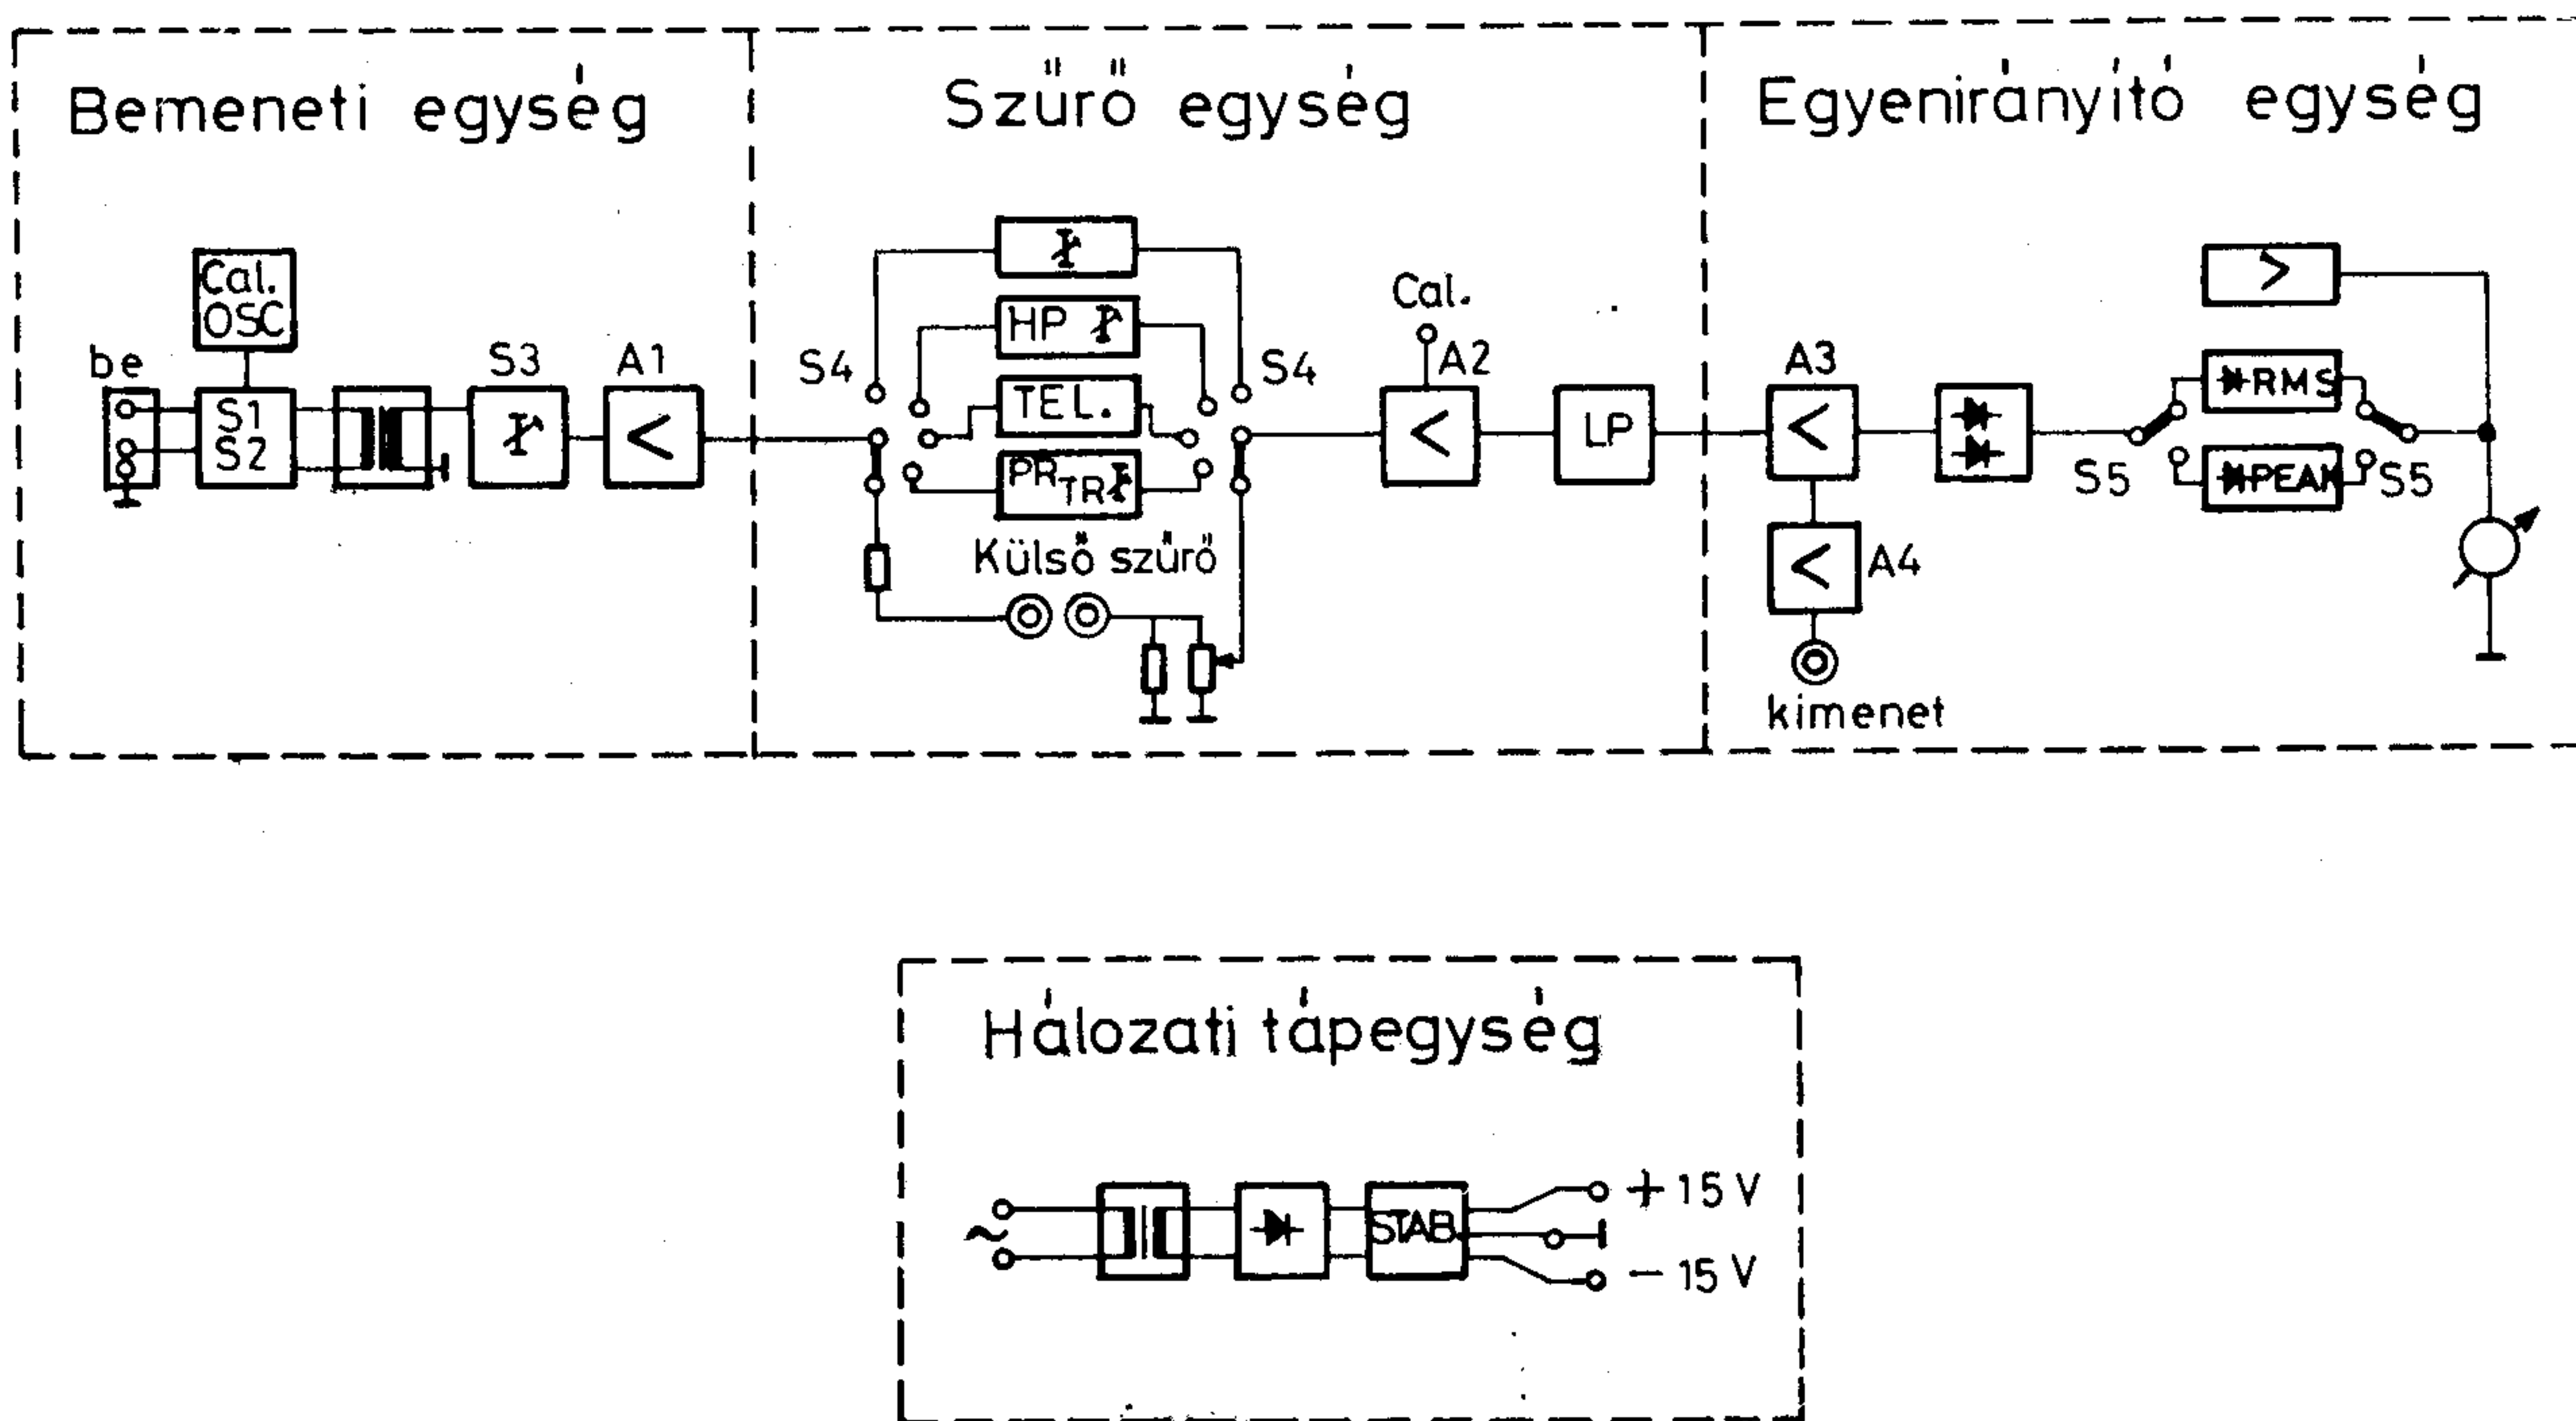 Bemeneti egység
Szűrő egység
Egyenirányító egység
Cal.
OSC
be
S1
S2
S3
A1
S4
HP
TEL.
PR TR
S4
Külső szűrő
Cal.
A2
LP
A3
A4
kimenet
S5
RMS
PEAK
S5
Hálozati tápegység
~
STAB.
+ 15 V
− 15 V